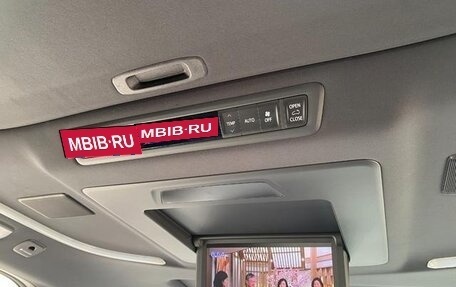 OPEN
MBIB·RU
TEMP AUTO OFF
CLOSE
MBIB·RU